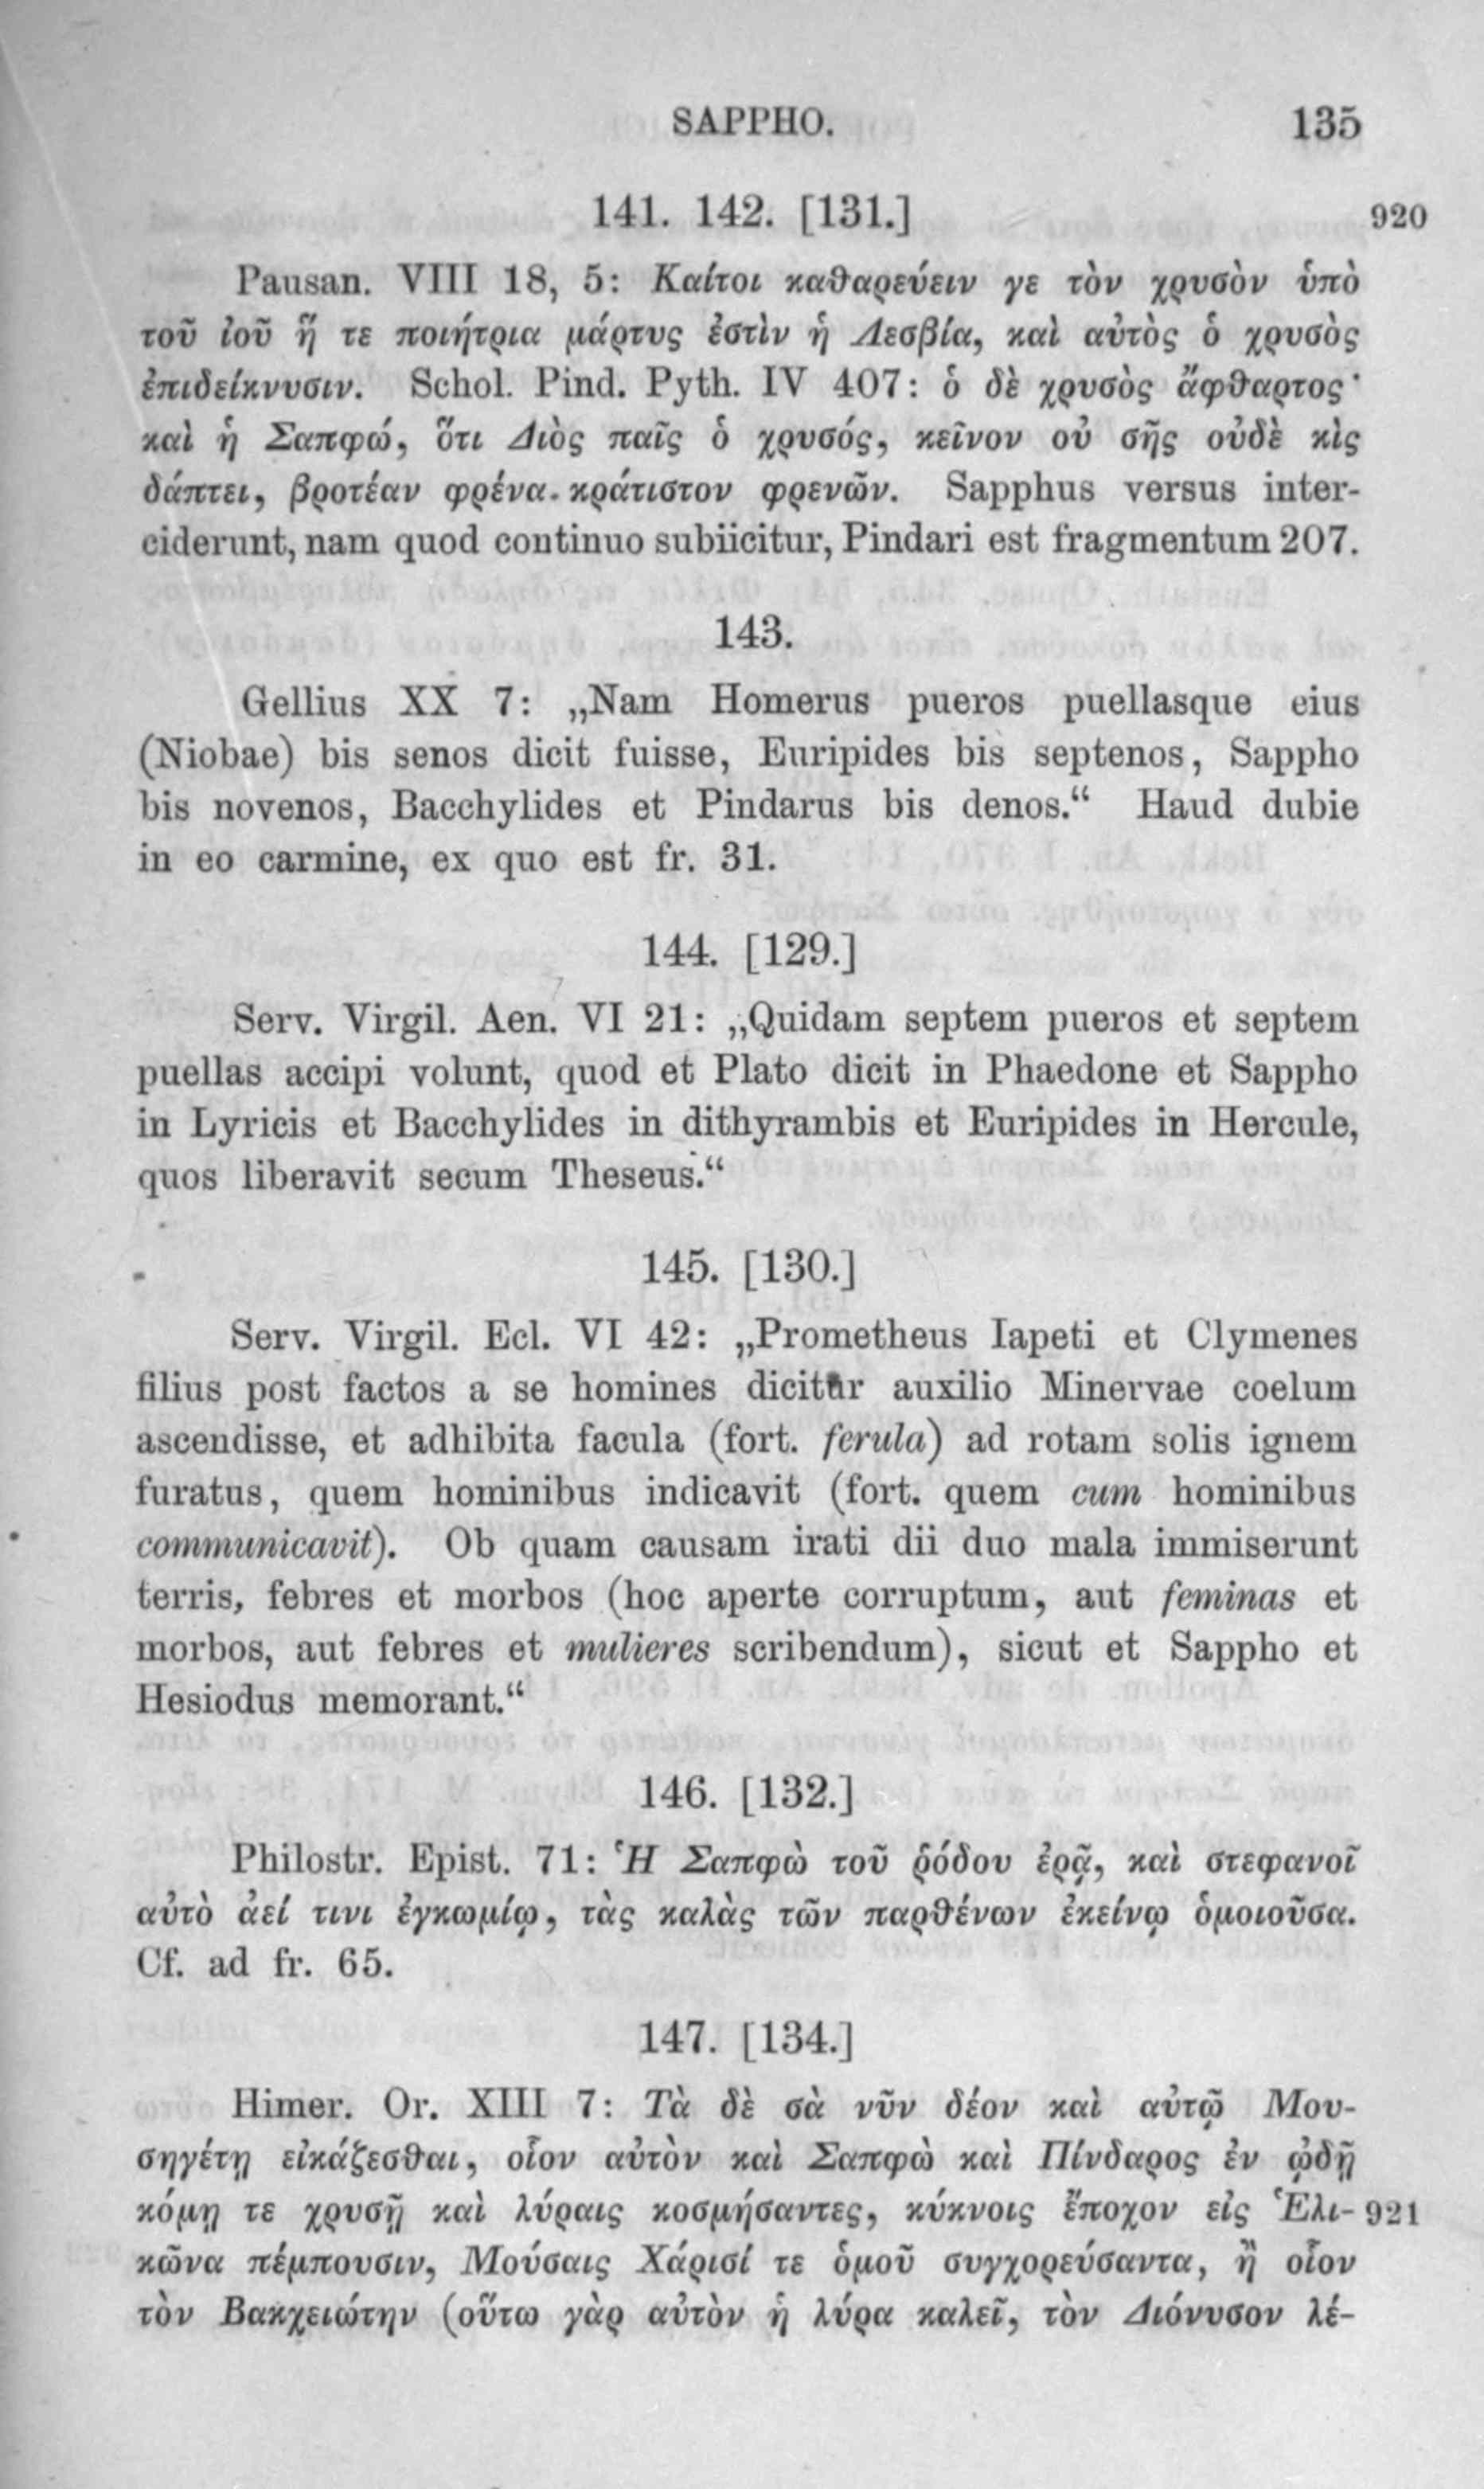 SAPPHO. 135
141. 142. [131.] 920
Pausan. VIII 18, 5: Καίτοι καθαρεύειν γε τὸν χρυσὸν ὑπὸ
τοῦ ἰοῦ ἥ τε ποιήτρια μάρτυς ἐστὶν ἡ Λεσβία, καὶ αὐτὸς ὁ χρυσὸς
ἐπιδείκνυσιν. Schol. Pind. Pyth. IV 407: ὁ δὲ χρυσὸς ἄφθαρτος·
καὶ ἡ Σαπφώ, ὅτι Διὸς παῖς ὁ χρυσός, κεῖνον οὐ σῆς οὐδὲ κὶς
δάπτει, βροτέαν φρένα. κράτιστον φρενῶν. Sapphus versus inter-
ciderunt, nam quod continuo subiicitur, Pindari est fragmentum 207.
143.
Gellius XX 7: „Nam Homerus pueros puellasque eius
(Niobae) bis senos dicit fuisse, Euripides bis septenos, Sappho
bis novenos, Bacchylides et Pindarus bis denos.“ Haud dubie
in eo carmine, ex quo est fr. 31.
144. [129.]
Serv. Virgil. Aen. VI 21: „Quidam septem pueros et septem
puellas accipi volunt, quod et Plato dicit in Phaedone et Sappho
in Lyricis et Bacchylides in dithyrambis et Euripides in Hercule,
quos liberavit secum Theseus.“
145. [130.]
Serv. Virgil. Ecl. VI 42: „Prometheus Iapeti et Clymenes
filius post factos a se homines dicitur auxilio Minervae coelum
ascendisse, et adhibita facula (fort. ferula) ad rotam solis ignem
furatus, quem hominibus indicavit (fort. quem cum hominibus
communicavit). Ob quam causam irati dii duo mala immiserunt
terris, febres et morbos (hoc aperte corruptum, aut feminas et
morbos, aut febres et mulieres scribendum), sicut et Sappho et
Hesiodus memorant.“
146. [132.]
Philostr. Epist. 71: Ἡ Σαπφὼ τοῦ ῥόδου ἐρᾷ, καὶ στεφανοῖ
αὐτὸ ἀεί τινι ἐγκωμίῳ, τὰς καλὰς τῶν παρθένων ἐκείνῳ ὁμοιοῦσα.
Cf. ad fr. 65.
147. [134.]
Himer. Or. XIII 7: Τὰ δὲ σὰ νῦν δέον καὶ αὐτῷ Μου-
σηγέτῃ εἰκάζεσθαι, οἷον αὐτὸν καὶ Σαπφὼ καὶ Πίνδαρος ἐν ᾠδῇ
κόμῃ τε χρυσῇ καὶ λύραις κοσμήσαντες, κύκνοις ἔποχον εἰς Ἑλι- 921
κῶνα πέμπουσιν, Μούσαις Χάρισί τε ὁμοῦ συγχορεύσαντα, ἢ οἷον
τὸν Βακχειώτην (οὕτω γὰρ αὐτὸν ἡ λύρα καλεῖ, τὸν Διόνυσον λέ-